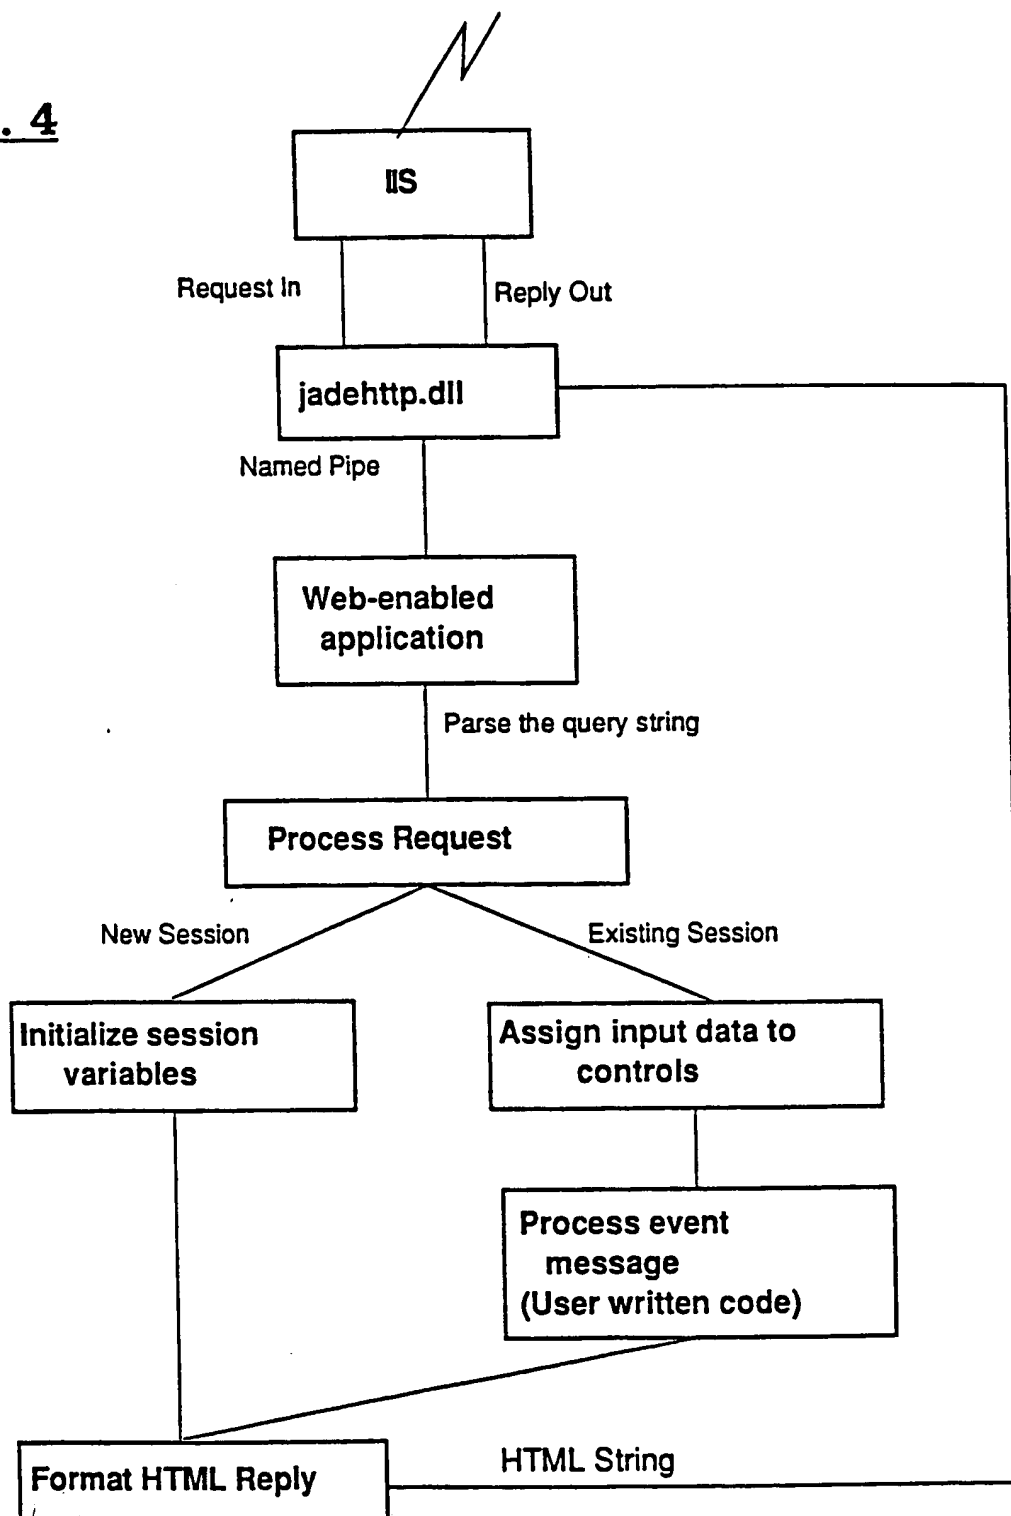 . 4
IIS
Request In
Reply Out
jadehttp.dll
Named Pipe
Web-enabled
application
Parse the query string
Process Request
New Session
Existing Session
Initialize session
variables
Assign input data to
controls
Process event
message
(User written code)
Format HTML Reply
HTML String